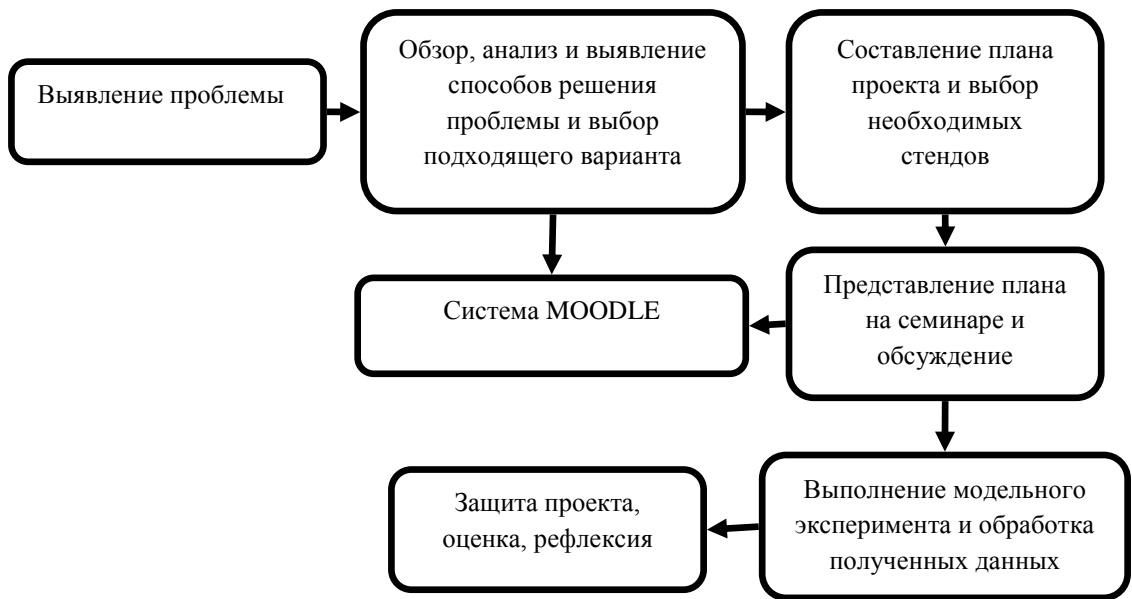 Выявление проблемы
Обзор, анализ и выявление
способов решения
проблемы и выбор
подходящего варианта
Составление плана
проекта и выбор
необходимых
стендов
Система MOODLE
Представление плана
на семинаре и
обсуждение
Защита проекта,
оценка, рефлексия
Выполнение модельного
эксперимента и обработка
полученных данных